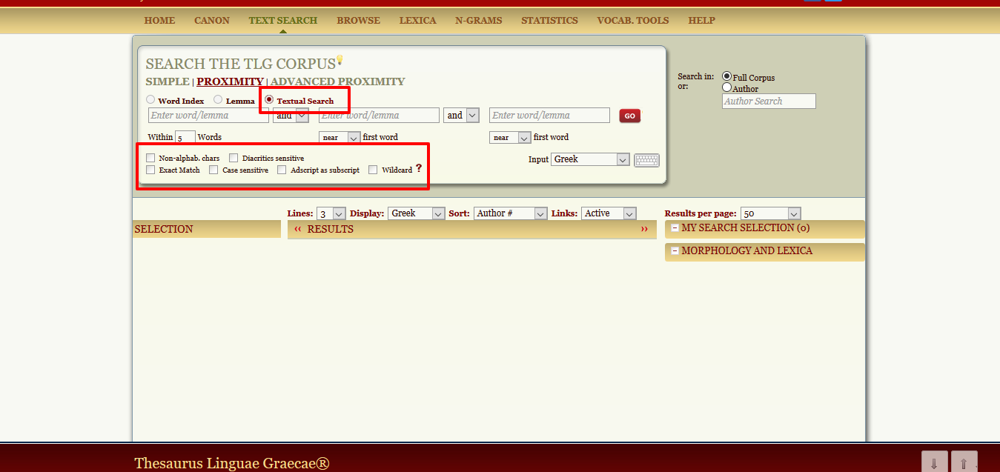 HOME CANON TEXT SEARCH BROWSE LEXICA N-GRAMS STATISTICS VOCAB. TOOLS HELP
SEARCH THE TLG CORPUS
SIMPLE | PROXIMITY | ADVANCED PROXIMITY
Word Index Lemma Textual Search
Enter word/lemma and Enter word/lemma and Enter word/lemma GO
Within 5 Words near first word near first word
Non-alphab. chars Diacritics sensitive
Exact Match Case sensitive Adscript as subscript Wildcard ?
Input Greek
Search in: Full Corpus
or: Author
Author Search
Lines: 3 Display: Greek Sort: Author # Links: Active Results per page: 50
SELECTION ‹‹ RESULTS ›› MY SEARCH SELECTION (0)
MORPHOLOGY AND LEXICA
Thesaurus Linguae Graecae®